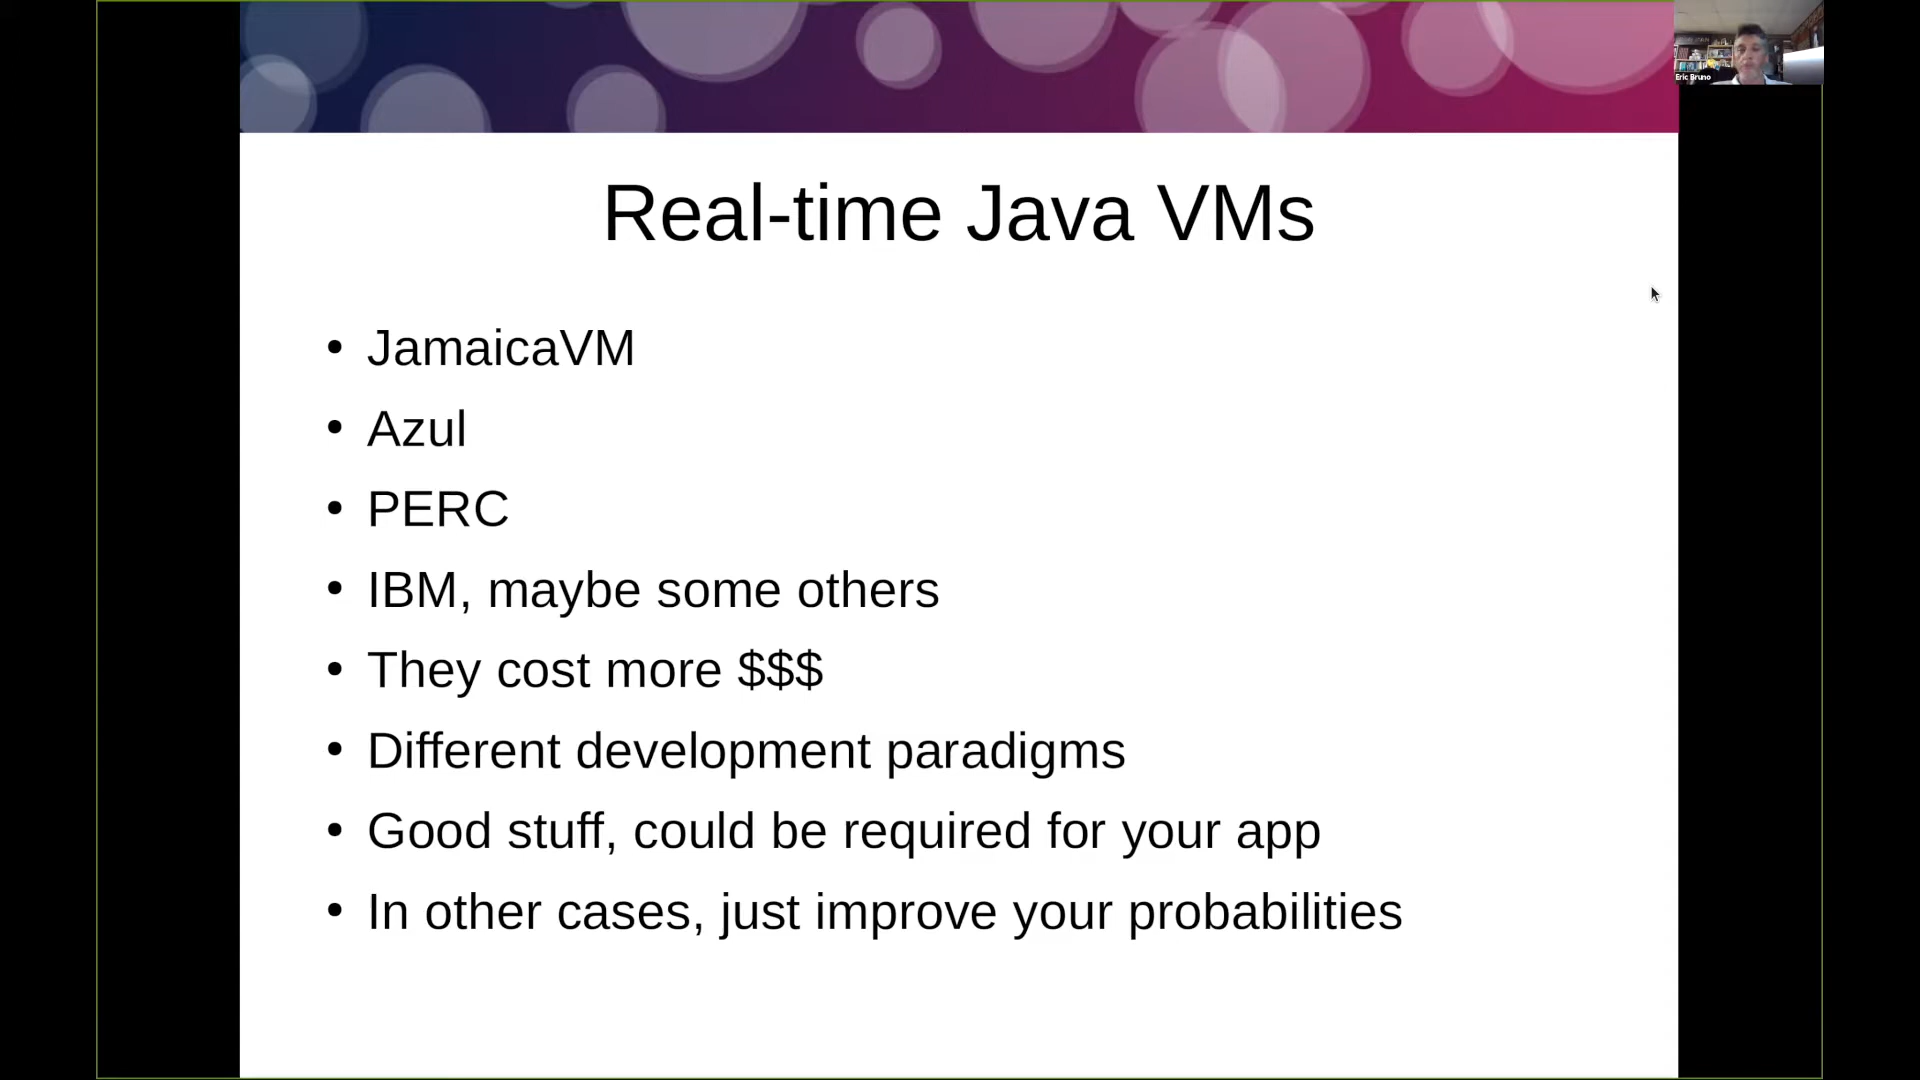 Eric Bruno
Real-time Java VMs
• JamaicaVM
• Azul
• PERC
• IBM, maybe some others
• They cost more $$$
• Different development paradigms
• Good stuff, could be required for your app
• In other cases, just improve your probabilities